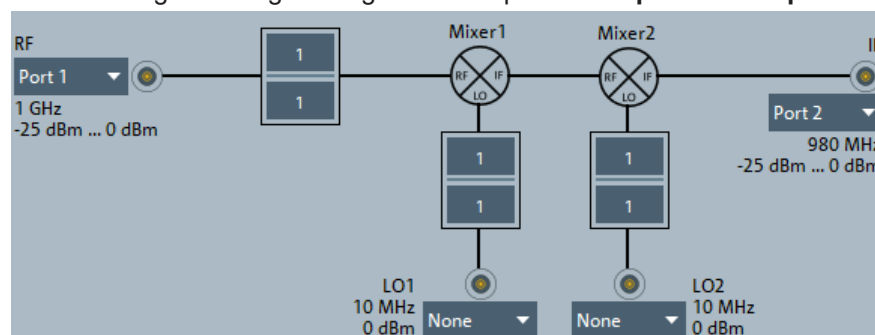 RF
Port 1
1 GHz
-25 dBm ... 0 dBm
1
1
Mixer1
RF IF
LO
1
1
LO1
10 MHz
0 dBm
None
Mixer2
RF IF
LO
1
1
LO2
10 MHz
0 dBm
None
Port 2
980 MHz
-25 dBm ... 0 dBm